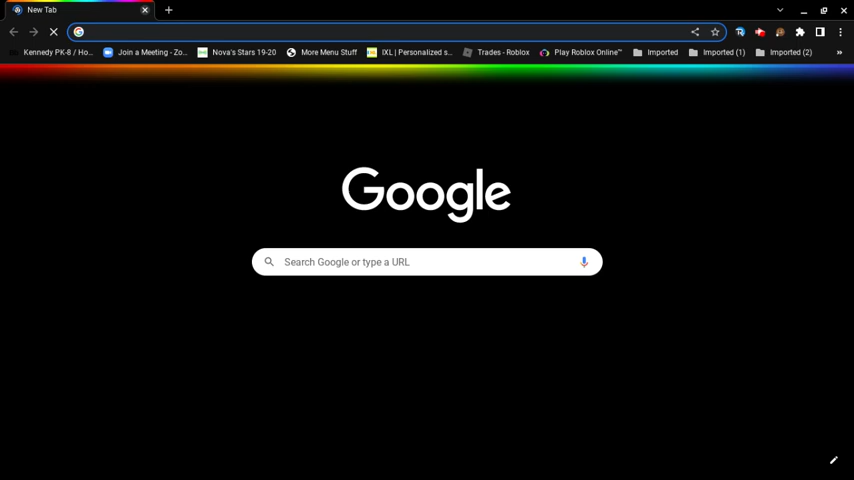 New Tab
Kennedy PK-8 / Ho...
Join a Meeting - Zo...
Nova's Stars 19-20
More Menu Stuff
IXL | Personalized s...
Trades - Roblox
Play Roblox Online™
Imported
Imported (1)
Imported (2)
Google
Search Google or type a URL